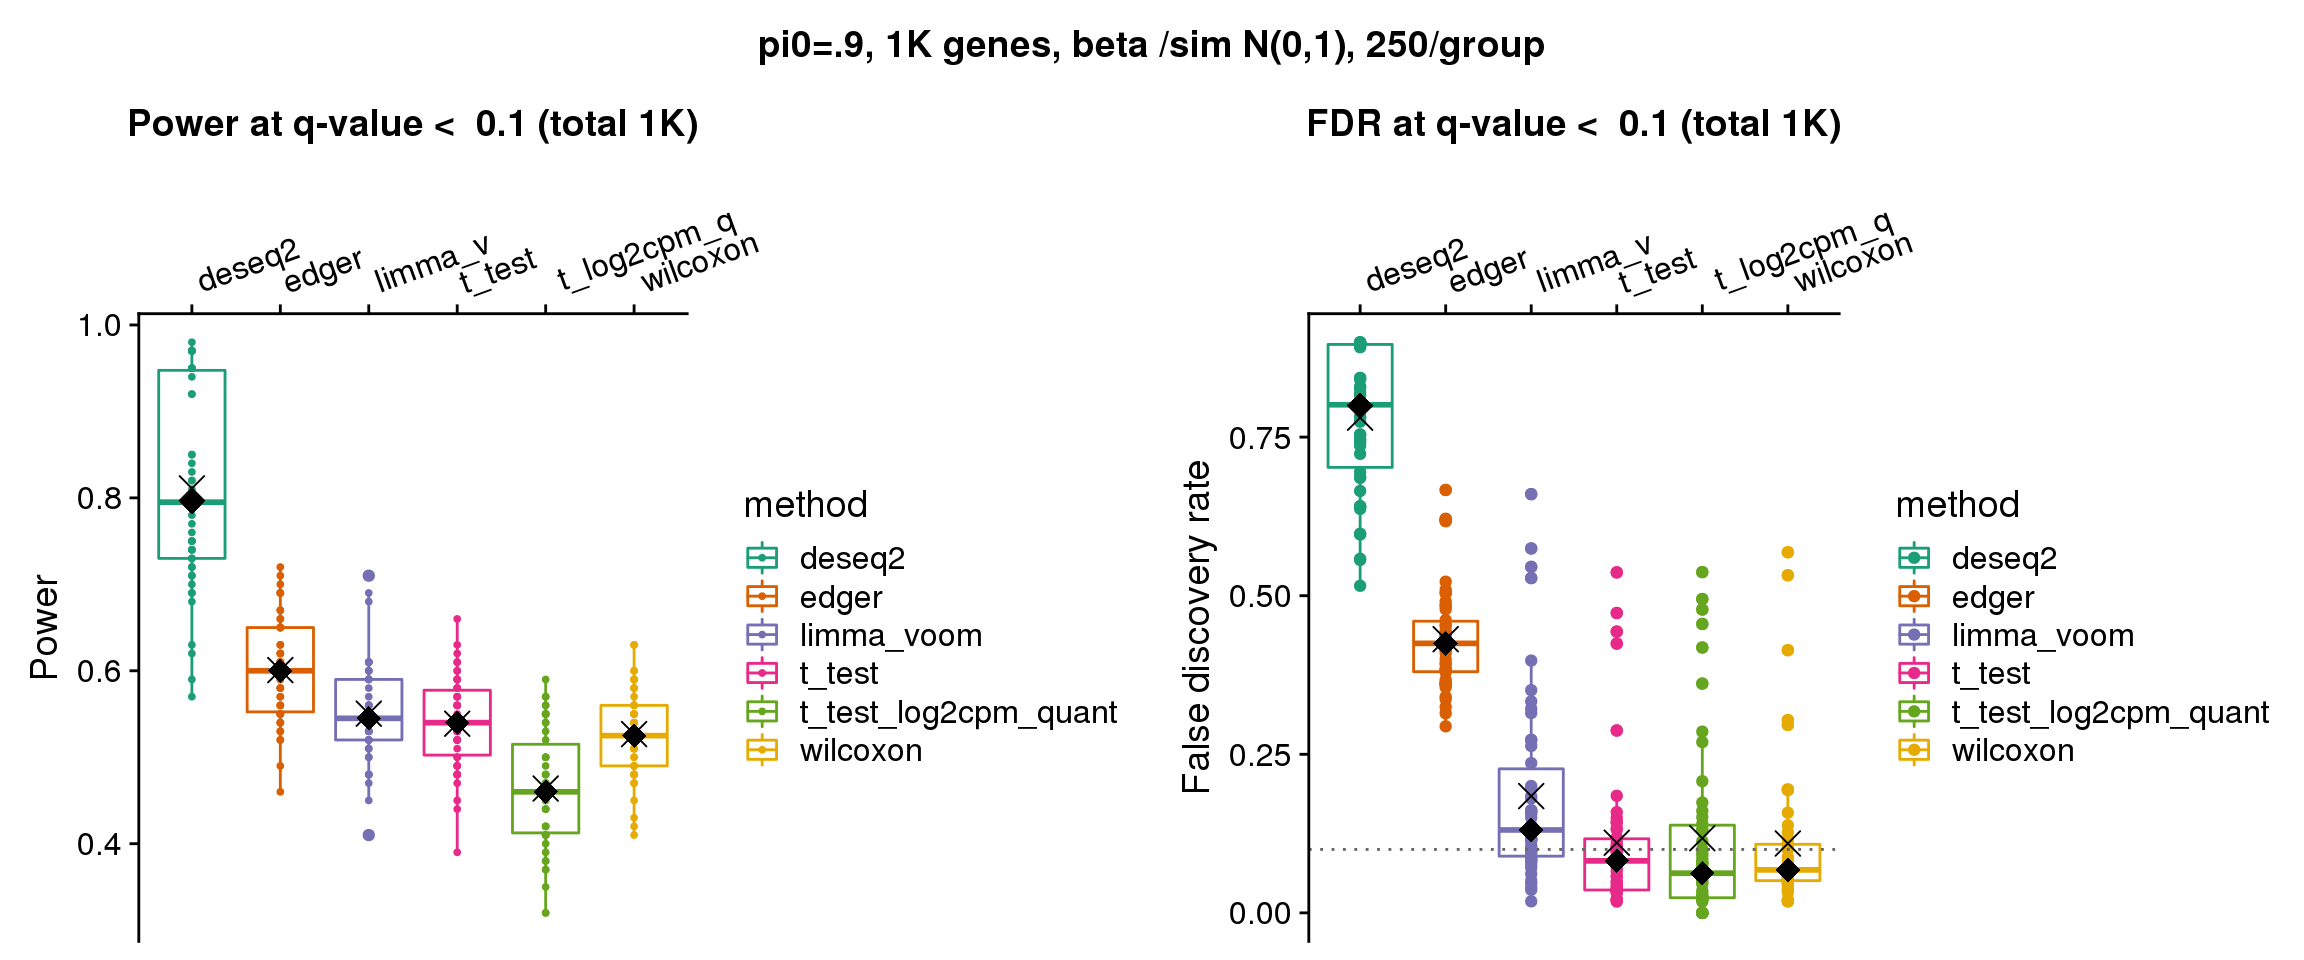 pi0=.9, 1K genes, beta /sim N(0,1), 250/group
Power at q-value <  0.1 (total 1K)
deseq2
edger
limma_v
t_test
t_log2cpm_q
wilcoxon
Power
1.0
0.8
0.6
0.4
method
deseq2
edger
limma_voom
t_test
t_test_log2cpm_quant
wilcoxon
FDR at q-value <  0.1 (total 1K)
deseq2
edger
limma_v
t_test
t_log2cpm_q
wilcoxon
False discovery rate
0.75
0.50
0.25
0.00
method
deseq2
edger
limma_voom
t_test
t_test_log2cpm_quant
wilcoxon